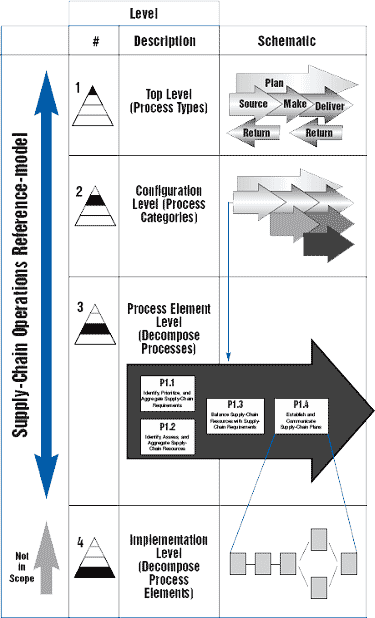 Level
#
Description
Schematic
Supply-Chain Operations Reference-model
1
Top Level
(Process Types)
Plan
Source
Make
Deliver
Return
Return
2
Configuration
Level (Process
Categories)
3
Process Element
Level
(Decompose
Processes)
P1.1
Identify, Prioritize, and
Aggregate Supply-Chain
Requirements
P1.2
Identify, Assess, and
Aggregate Supply-
Chain Resources
P1.3
Balance Supply-Chain
Resources with Supply-
Chain Requirements
P1.4
Establish and
Communicate
Supply-Chain Plans
Not
in
Scope
4
Implementation
Level
(Decompose
Process
Elements)